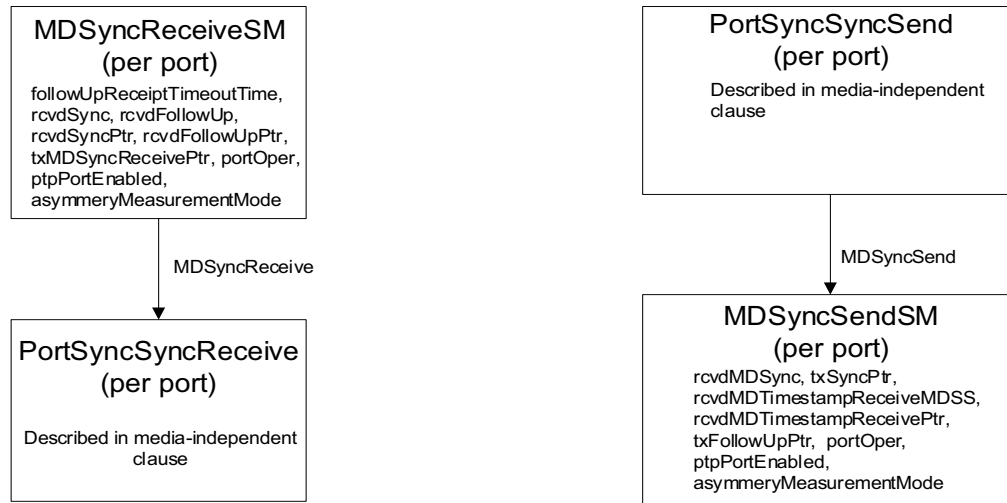 MDSyncReceiveSM
(per port)
followUpReceiptTimeoutTime,
rcvdSync, rcvdFollowUp,
rcvdSyncPtr, rcvdFollowUpPtr,
txMDSyncReceivePtr, portOper,
ptpPortEnabled,
asymmeryMeasurementMode
MDSyncReceive
PortSyncSyncReceive
(per port)
Described in media-independent
clause
PortSyncSyncSend
Described in media-independent
clause
MDSyncSend
MDSyncSendSM
(per port)
rcvdMDSync, txSyncPtr,
rcvdMDTimestampReceiveMDSS,
rcvdMDTimestampReceivePtr,
txFollowUpPtr, portOper,
ptpPortEnabled,
asymmeryMeasurementMode